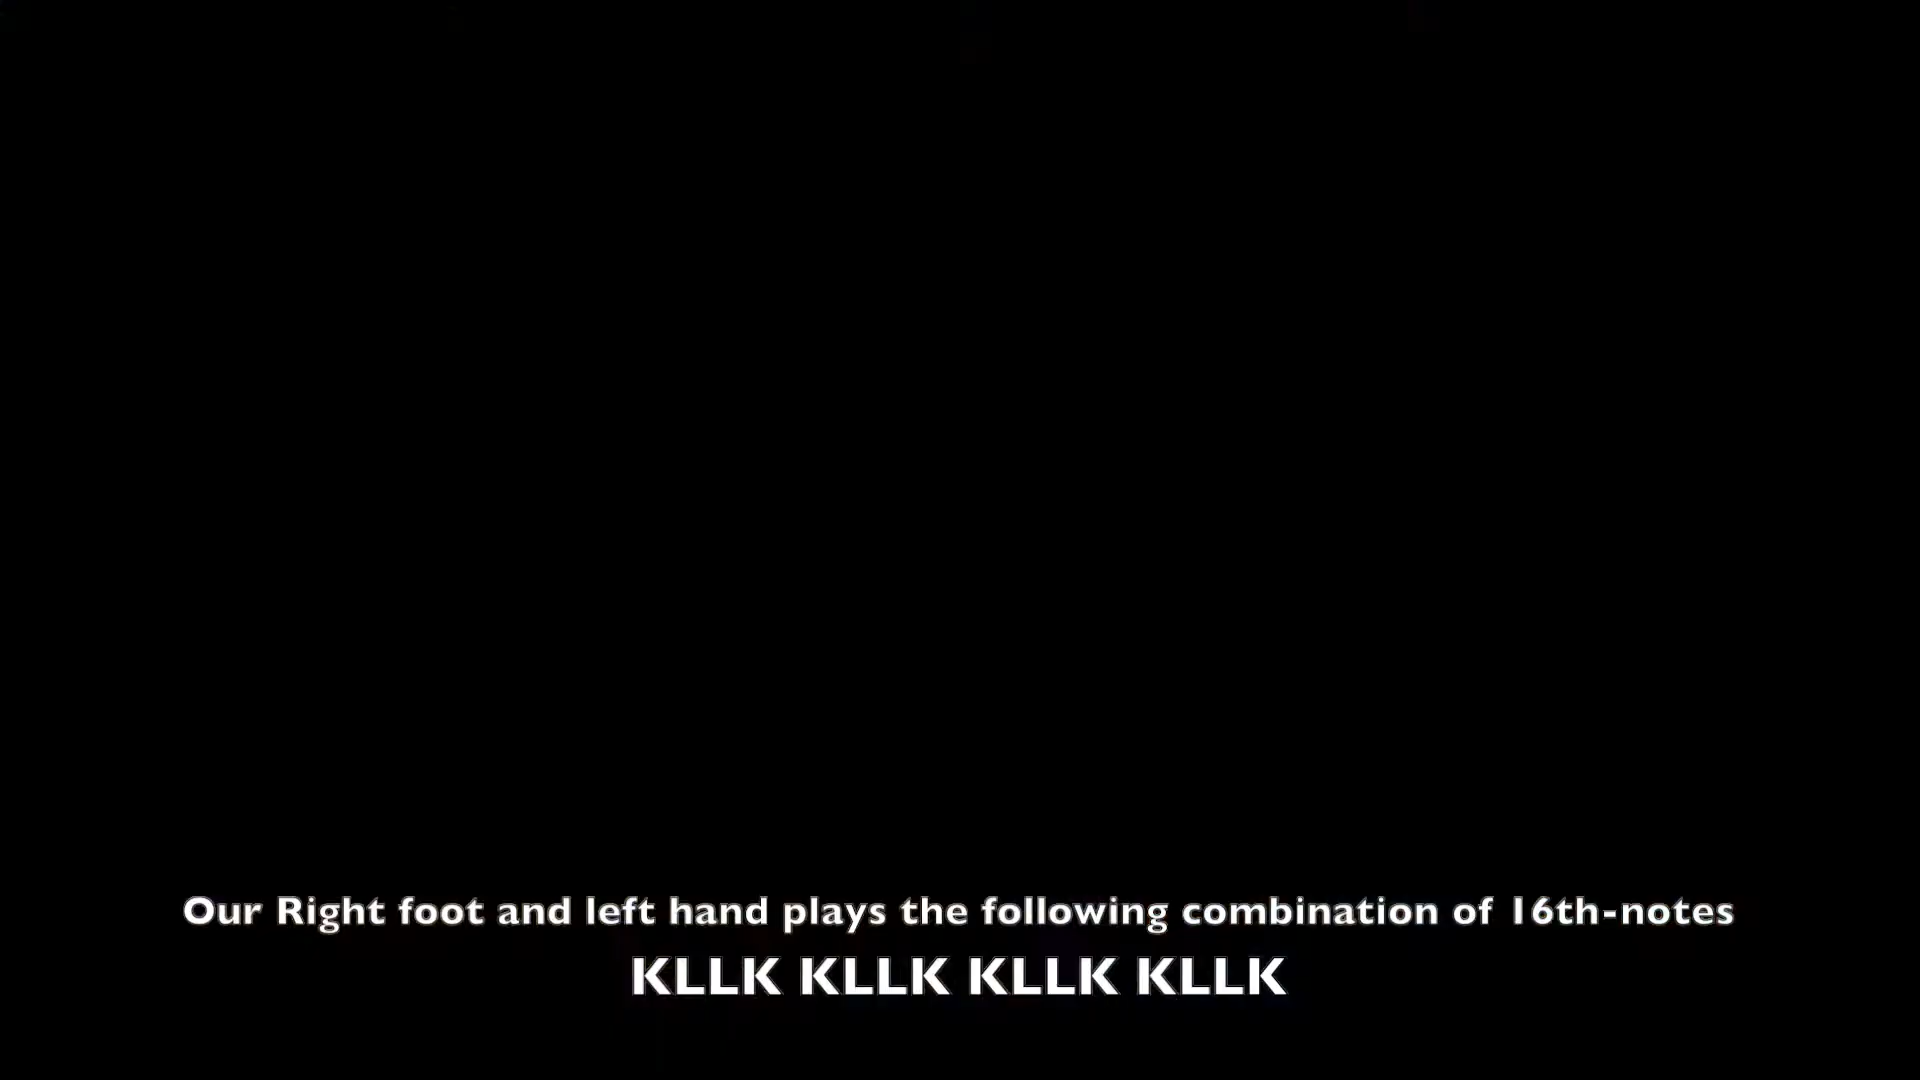 Our Right foot and left hand plays the following combination of 16th-notes
KLLK KLLK KLLK KLLK